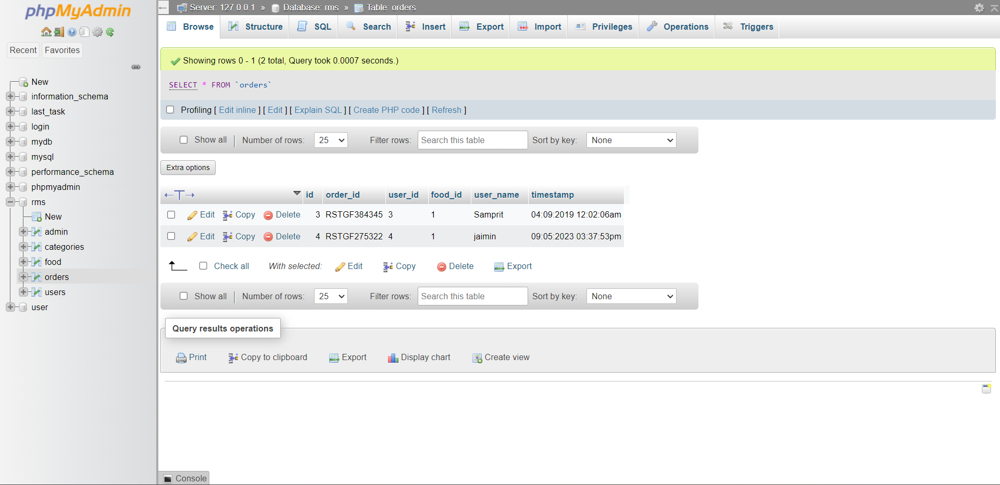 phpMyAdmin
Recent Favorites
New
information_schema
last_task
login
mydb
mysql
performance_schema
phpmyadmin
rms
New
admin
categories
food
orders
users
user
Server: 127.0.0.1 » Database: rms » Table: orders
Browse Structure SQL Search Insert Export Import Privileges Operations Triggers
Showing rows 0 - 1 (2 total, Query took 0.0007 seconds.)
SELECT * FROM `orders`
Profiling [ Edit inline ] [ Edit ] [ Explain SQL ] [ Create PHP code ] [ Refresh ]
Show all Number of rows: 25 Filter rows: Search this table Sort by key: None
Extra options
id order_id user_id food_id user_name timestamp
Edit Copy Delete 3 RSTGF384345 3 1 Samprit 04:09:2019 12:02:06am
Edit Copy Delete 4 RSTGF275322 4 1 jaimin 09:05:2023 03:37:53pm
Check all With selected: Edit Copy Delete Export
Show all Number of rows: 25 Filter rows: Search this table Sort by key: None
Query results operations
Print Copy to clipboard Export Display chart Create view
Console